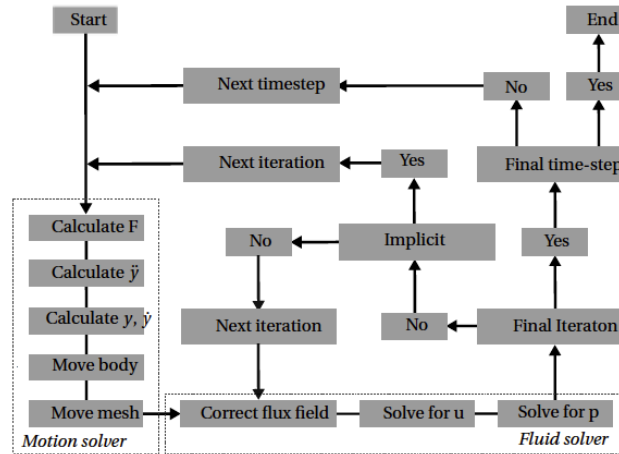 Start
End
Next timestep
No
Yes
Next iteration
Yes
Final time-step
Calculate F
No
Implicit
Yes
Calculate ÿ
Calculate y, ẏ
Next iteration
No
Final Iteraton
Move body
Move mesh
Correct flux field
Solve for u
Solve for p
Motion solver
Fluid solver